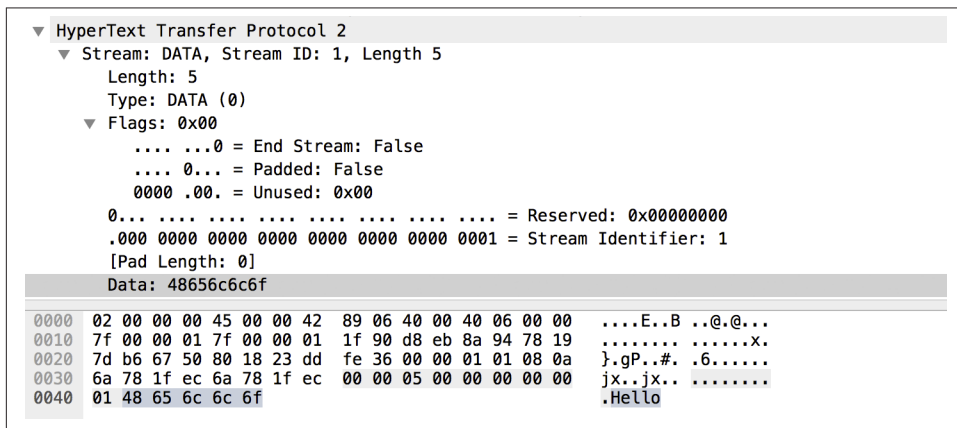 ▼ HyperText Transfer Protocol 2
▼ Stream: DATA, Stream ID: 1, Length 5
Length: 5
Type: DATA (0)
▼ Flags: 0x00
.... ...0 = End Stream: False
.... 0... = Padded: False
0000 .00. = Unused: 0x00
0... .... .... .... .... .... .... .... = Reserved: 0x00000000
.000 0000 0000 0000 0000 0000 0000 0001 = Stream Identifier: 1
[Pad Length: 0]
Data: 48656c6c6f
0000 02 00 00 00 45 00 00 42 89 06 40 00 40 06 00 00 ....E..B ..@.@...
0010 7f 00 00 01 7f 00 00 01 1f 90 d8 eb 8a 94 78 19 ........ ......x.
0020 7d b6 67 50 80 18 23 dd fe 36 00 00 01 01 08 0a }.gP..#. .6......
0030 6a 78 1f ec 6a 78 1f ec 00 00 05 00 00 00 00 00 jx..jx.. ........
0040 01 48 65 6c 6c 6f .Hello